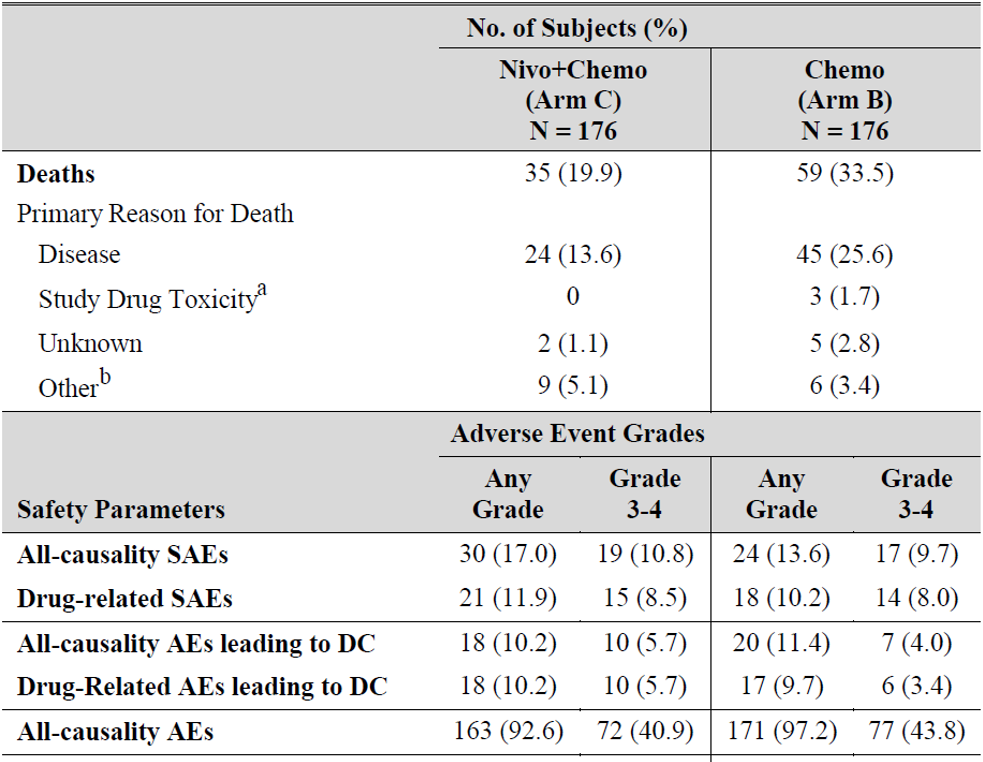 No. of Subjects (%)
Nivo+Chemo (Arm C) N = 176 Chemo (Arm B) N = 176
Deaths 35 (19.9) 59 (33.5)
Primary Reason for Death
Disease 24 (13.6) 45 (25.6)
Study Drug Toxicity^a 0 3 (1.7)
Unknown 2 (1.1) 5 (2.8)
Other^b 9 (5.1) 6 (3.4)
Adverse Event Grades
Safety Parameters Any Grade Grade 3-4 Any Grade Grade 3-4
All-causality SAEs 30 (17.0) 19 (10.8) 24 (13.6) 17 (9.7)
Drug-related SAEs 21 (11.9) 15 (8.5) 18 (10.2) 14 (8.0)
All-causality AEs leading to DC 18 (10.2) 10 (5.7) 20 (11.4) 7 (4.0)
Drug-Related AEs leading to DC 18 (10.2) 10 (5.7) 17 (9.7) 6 (3.4)
All-causality AEs 163 (92.6) 72 (40.9) 171 (97.2) 77 (43.8)